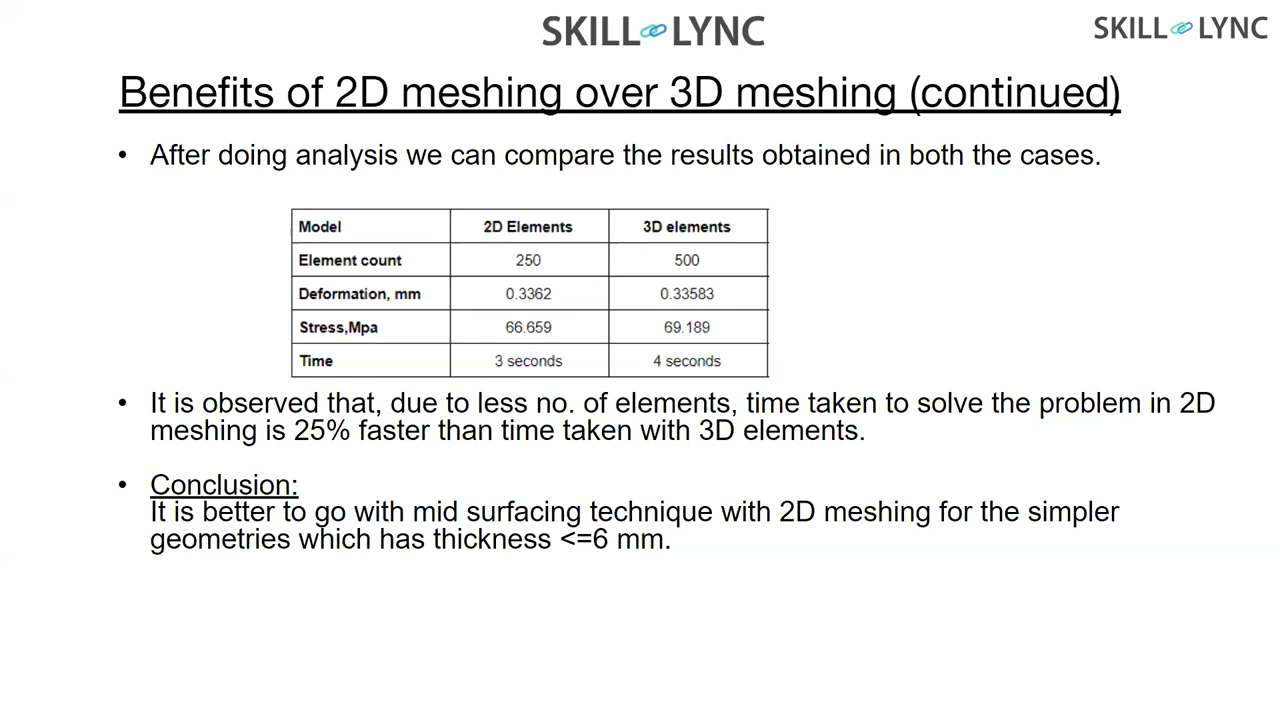 SKILL LYNC
SKILL LYNC
Benefits of 2D meshing over 3D meshing (continued)
• After doing analysis we can compare the results obtained in both the cases.
Model 2D Elements 3D elements
Element count 250 500
Deformation, mm 0.3362 0.33583
Stress,Mpa 66.659 69.189
Time 3 seconds 4 seconds
• It is observed that, due to less no. of elements, time taken to solve the problem in 2D
meshing is 25% faster than time taken with 3D elements.
• Conclusion:
It is better to go with mid surfacing technique with 2D meshing for the simpler
geometries which has thickness <=6 mm.